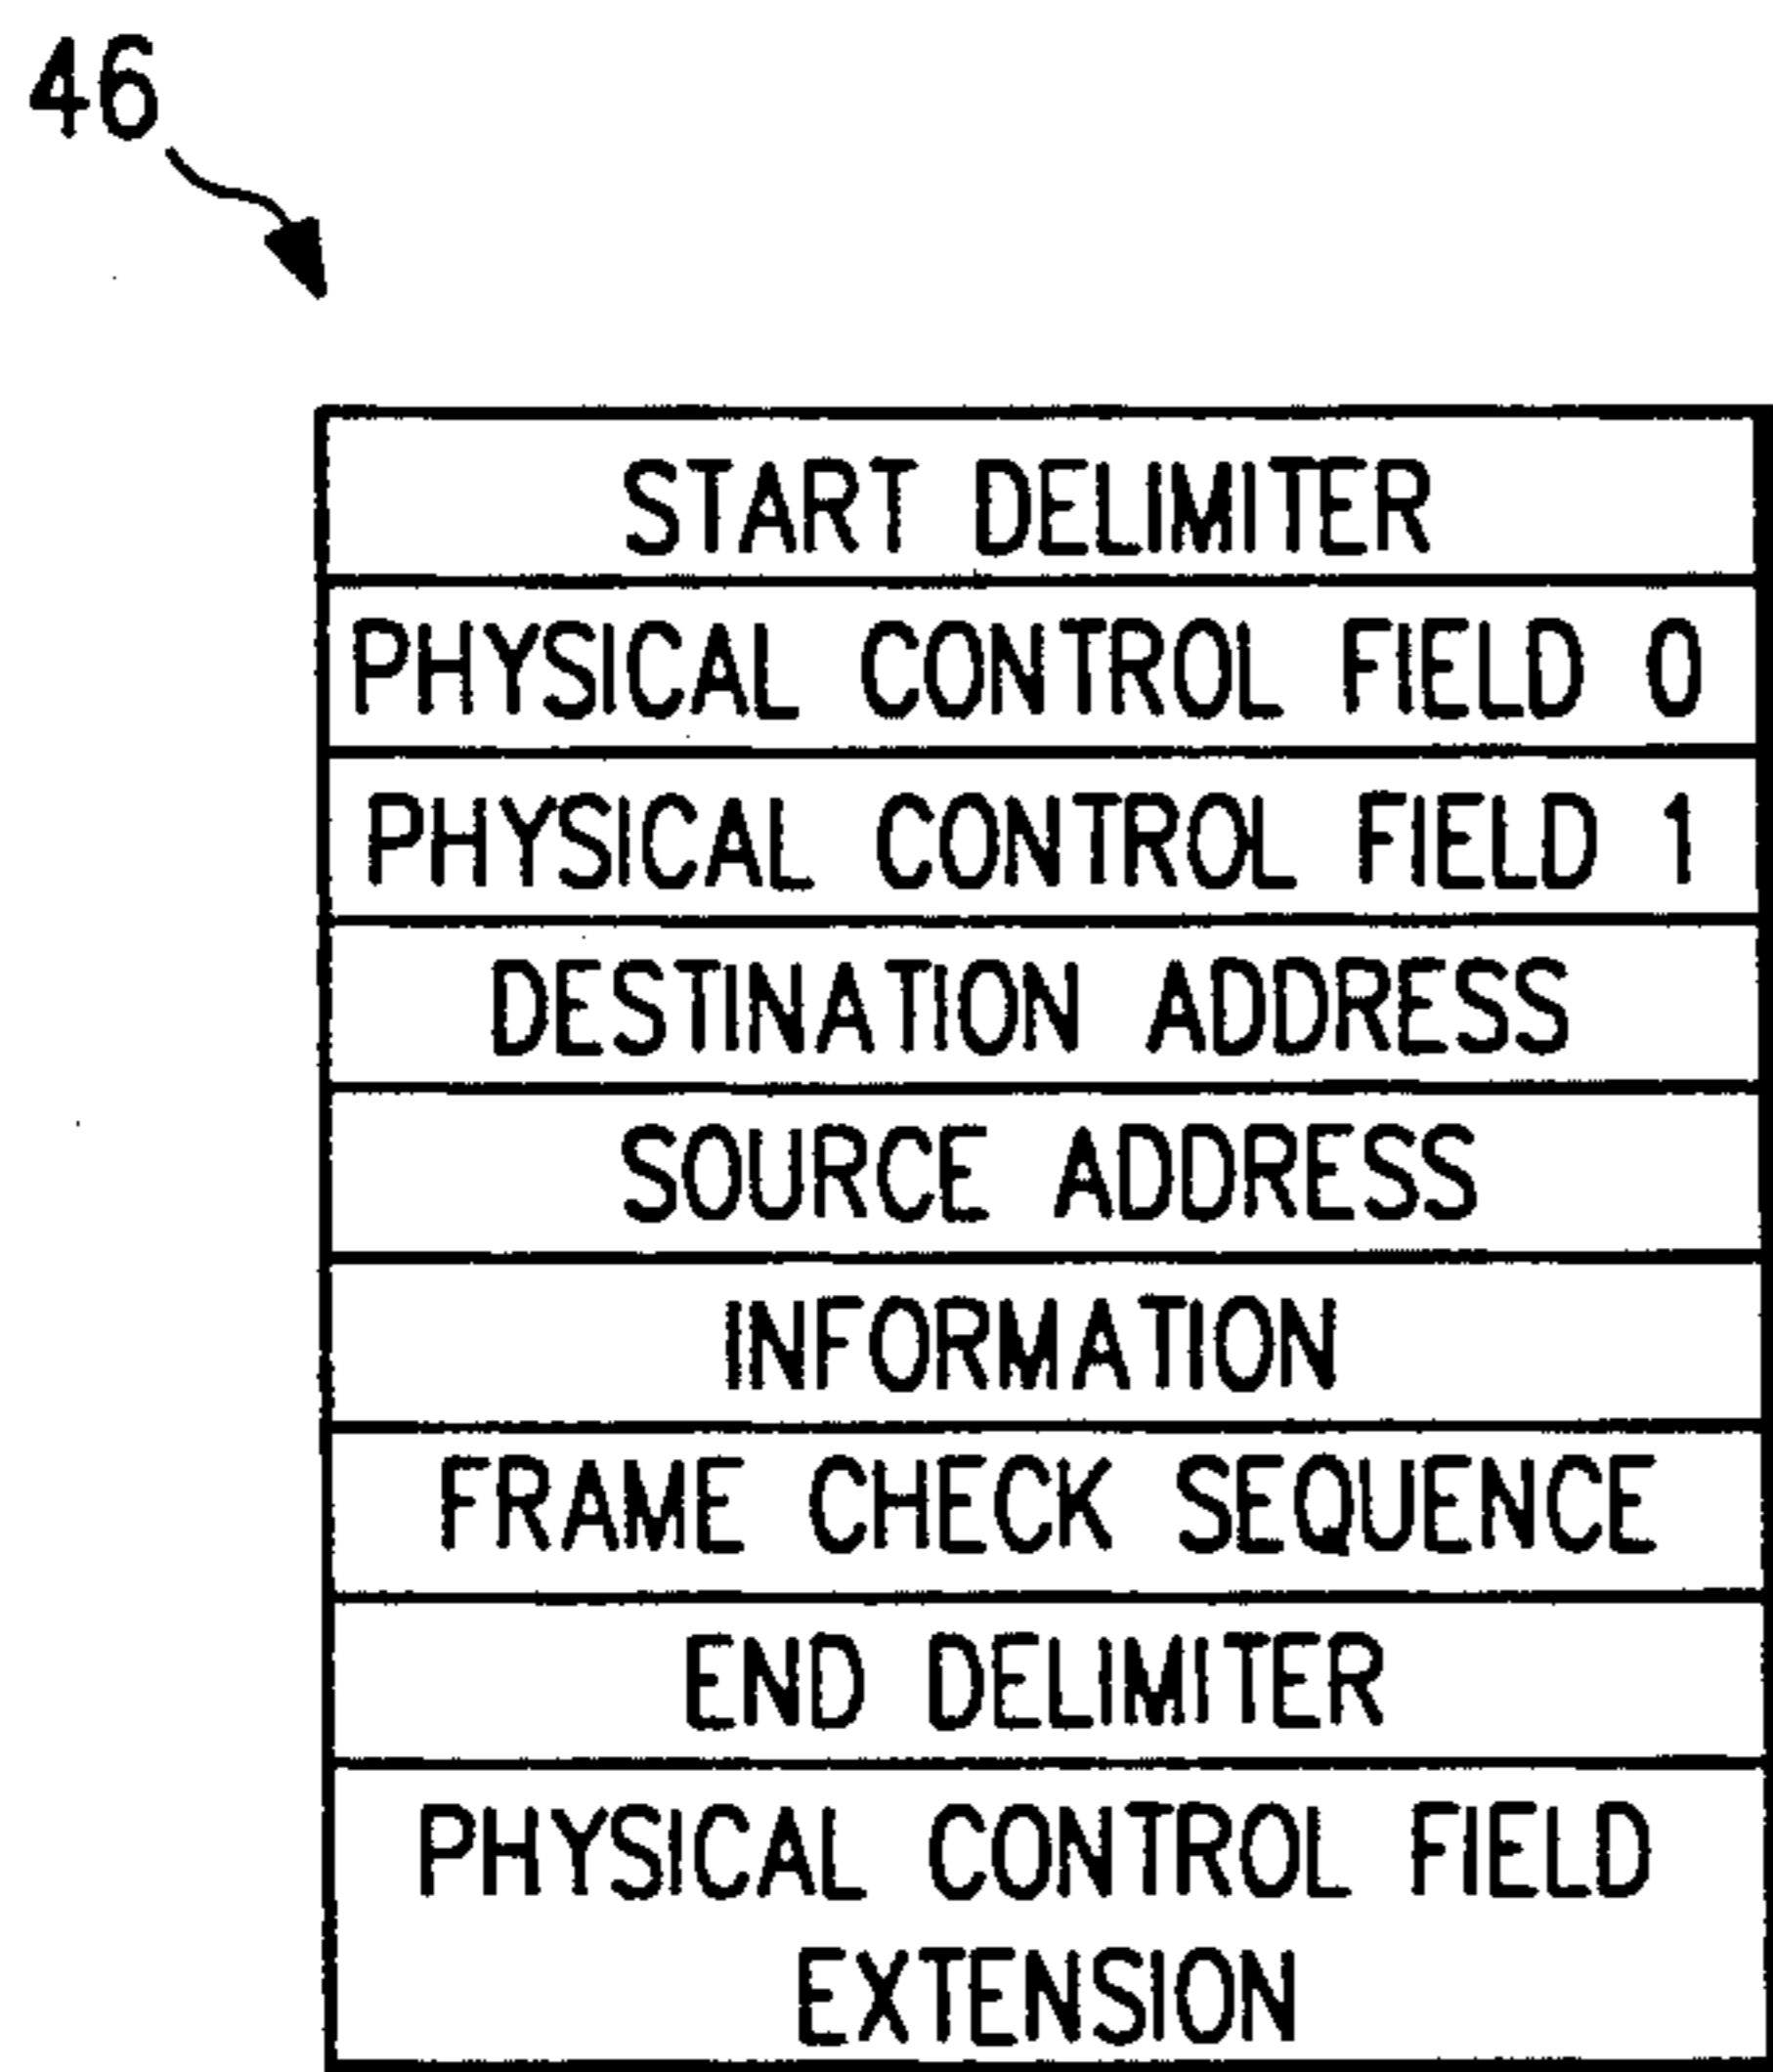 46
START DELIMITER
PHYSICAL CONTROL FIELD 0
PHYSICAL CONTROL FIELD 1
DESTINATION ADDRESS
SOURCE ADDRESS
INFORMATION
FRAME CHECK SEQUENCE
END DELIMITER
PHYSICAL CONTROL FIELD
EXTENSION